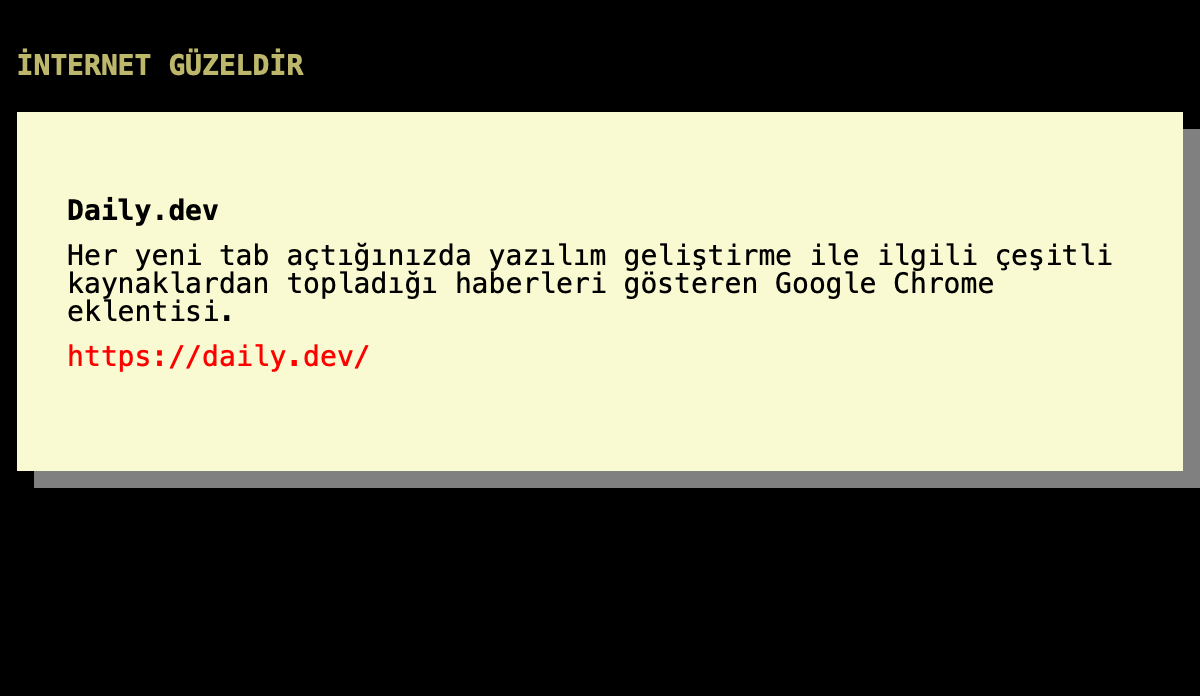 İNTERNET GÜZELDİR
Daily.dev
Her yeni tab açtığınızda yazılım geliştirme ile ilgili çeşitli
kaynaklardan topladığı haberleri gösteren Google Chrome
eklentisi.
https://daily.dev/